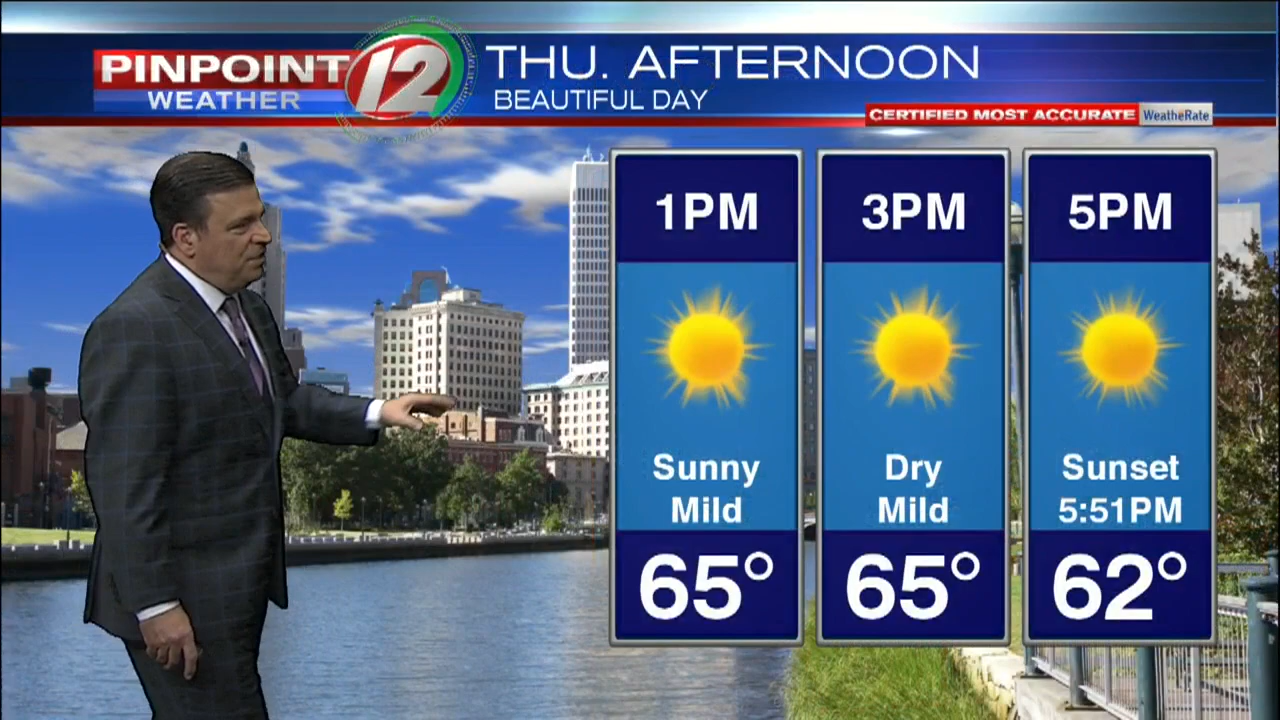 PINPOINT
WEATHER
12
THU. AFTERNOON
BEAUTIFUL DAY
CERTIFIED MOST ACCURATE WeatheRate
1PM
Sunny
Mild
65°
3PM
Dry
Mild
65°
5PM
Sunset
5:51PM
62°